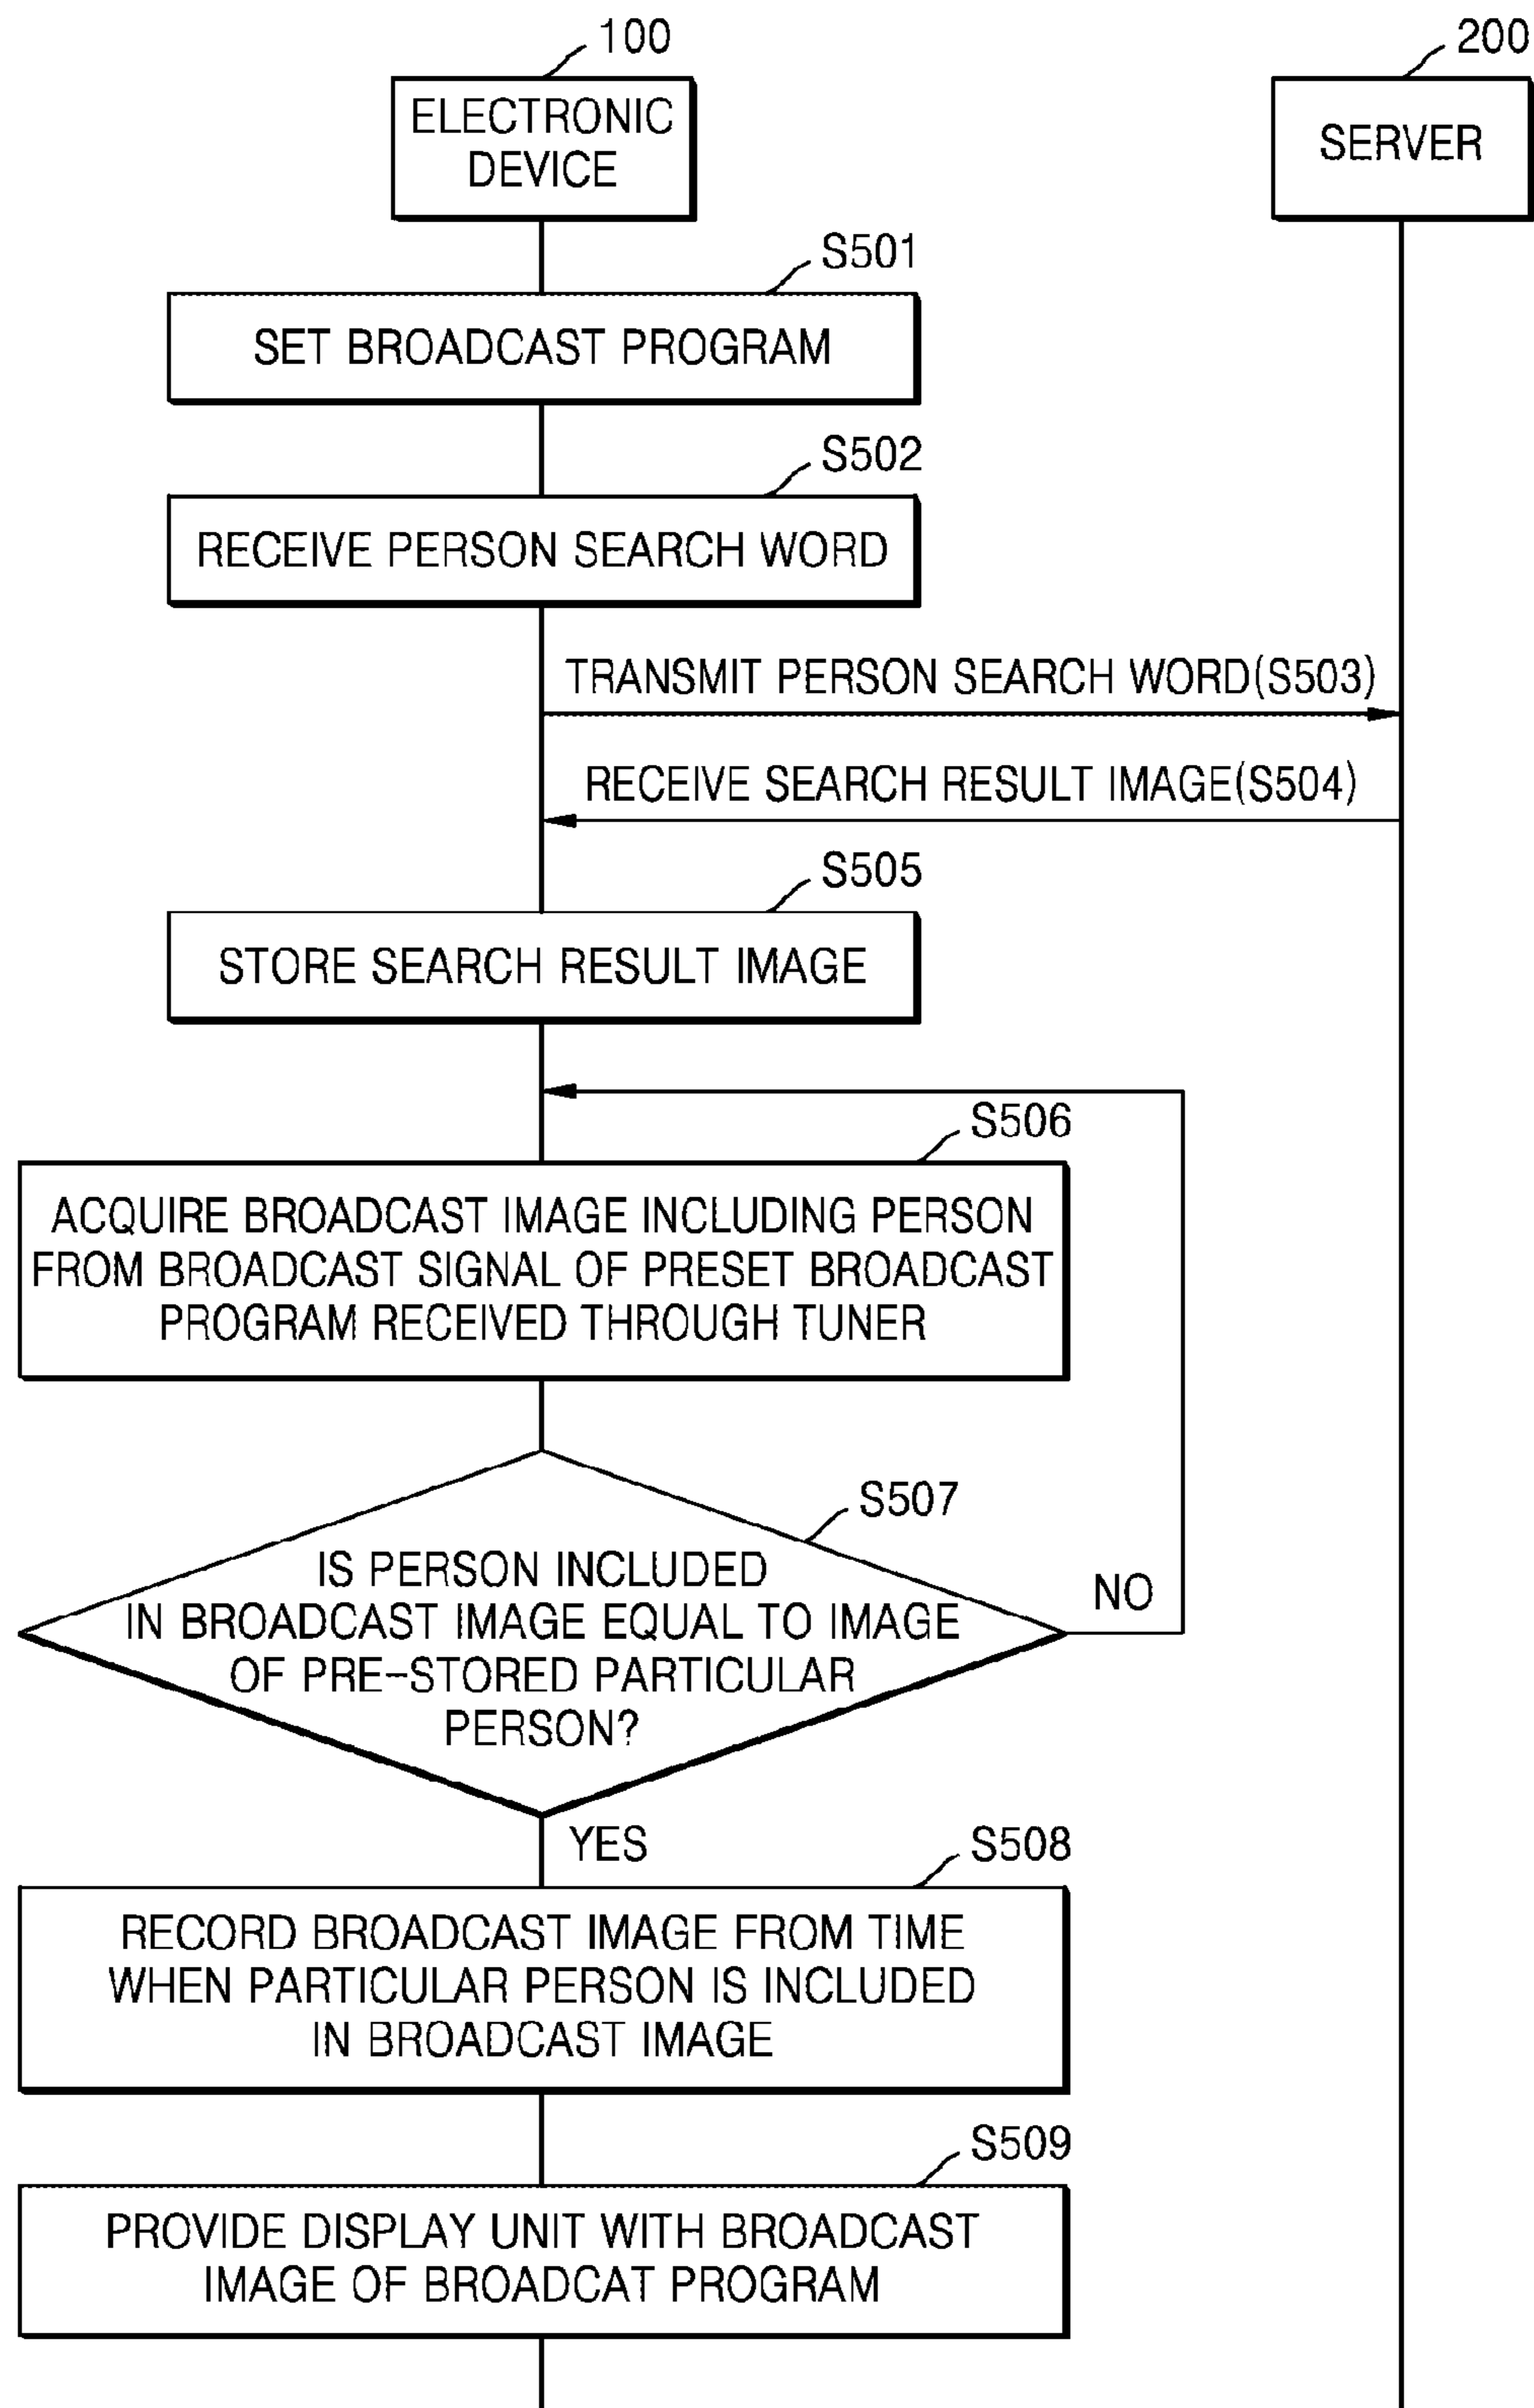 100
200
ELECTRONIC
DEVICE
SERVER
S501
SET BROADCAST PROGRAM
S502
RECEIVE PERSON SEARCH WORD
TRANSMIT PERSON SEARCH WORD(S503)
RECEIVE SEARCH RESULT IMAGE(S504)
S505
STORE SEARCH RESULT IMAGE
S506
ACQUIRE BROADCAST IMAGE INCLUDING PERSON
FROM BROADCAST SIGNAL OF PRESET BROADCAST
PROGRAM RECEIVED THROUGH TUNER
S507
IS PERSON INCLUDED
IN BROADCAST IMAGE EQUAL TO IMAGE
OF PRE-STORED PARTICULAR
PERSON?
NO
YES
S508
RECORD BROADCAST IMAGE FROM TIME
WHEN PARTICULAR PERSON IS INCLUDED
IN BROADCAST IMAGE
S509
PROVIDE DISPLAY UNIT WITH BROADCAST
IMAGE OF BROADCAT PROGRAM